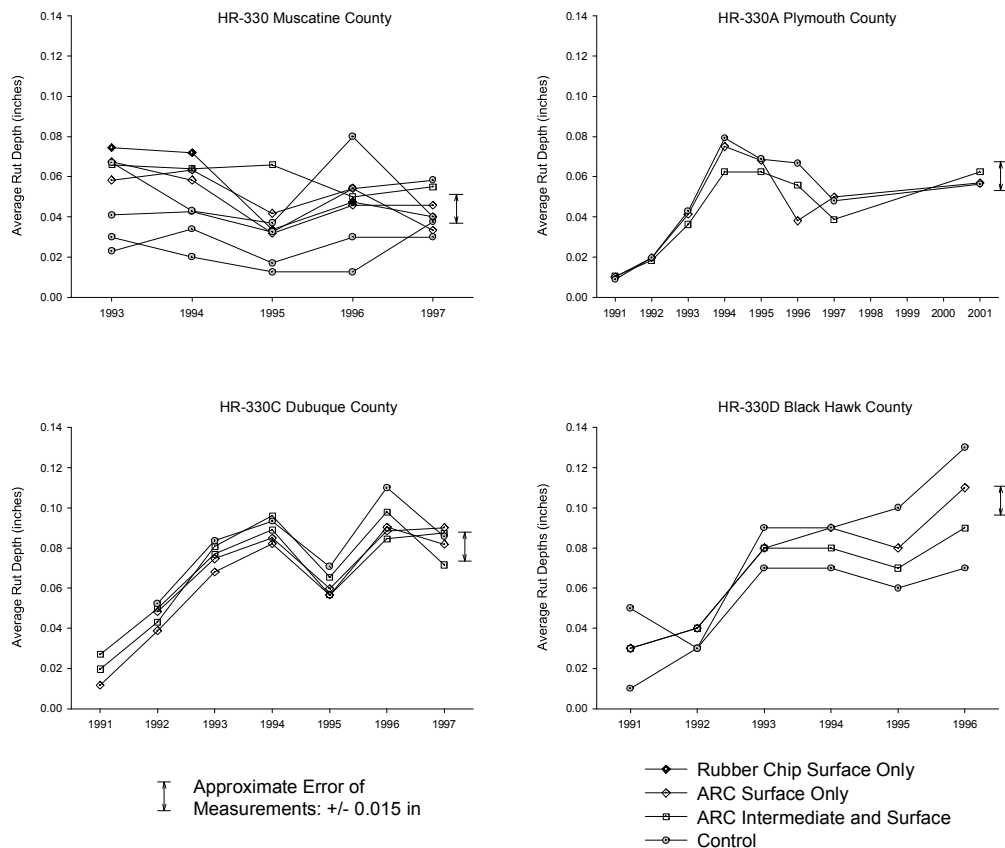 HR-330 Muscatine County
Average Rut Depth (inches)
0.14
0.12
0.10
0.08
0.06
0.04
0.02
0.00
1993 1994 1995 1996 1997
HR-330A Plymouth County
Average Rut Depth (inches)
0.14
0.12
0.10
0.08
0.06
0.04
0.02
0.00
1991 1992 1993 1994 1995 1996 1997 1998 1999 2000 2001
HR-330C Dubuque County
Average Rut Depth (inches)
0.14
0.12
0.10
0.08
0.06
0.04
0.02
0.00
1991 1992 1993 1994 1995 1996 1997
HR-330D Black Hawk County
Average Rut Depths (inches)
0.14
0.12
0.10
0.08
0.06
0.04
0.02
0.00
1991 1992 1993 1994 1995 1996
Approximate Error of
Measurements: +/- 0.015 in
Rubber Chip Surface Only
ARC Surface Only
ARC Intermediate and Surface
Control